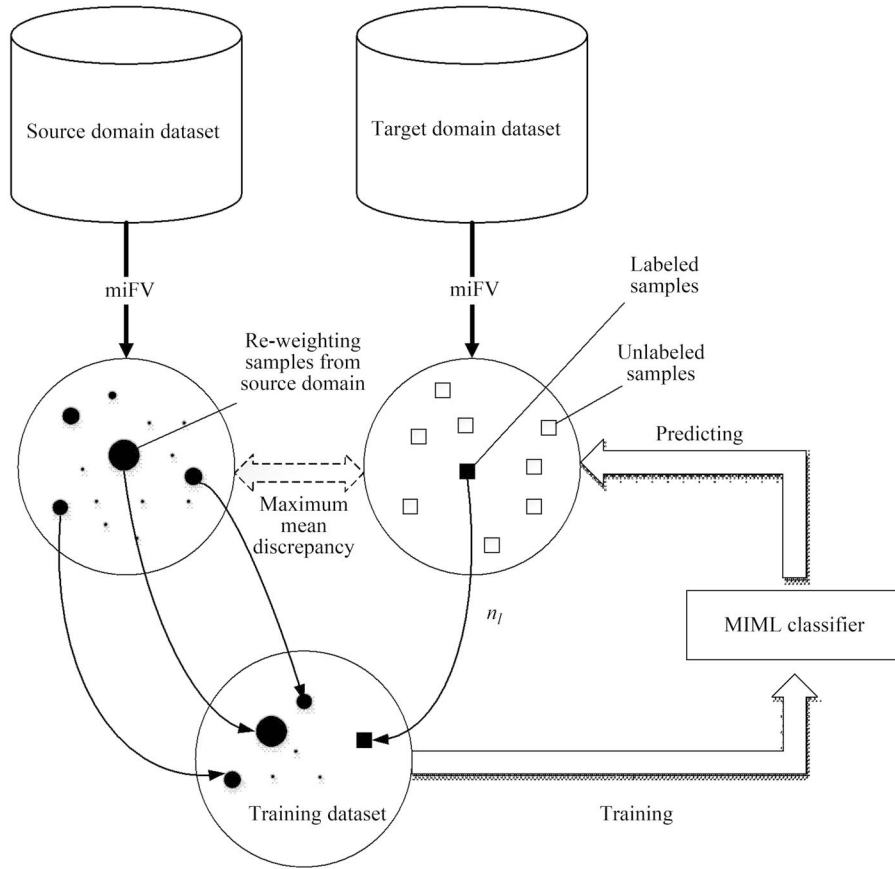 Source domain dataset
Target domain dataset
miFV
miFV
Labeled
samples
Re-weighting
samples from
source domain
Unlabeled
samples
Predicting
Maximum
mean
discrepancy
n_l
MIML classifier
Training dataset
Training